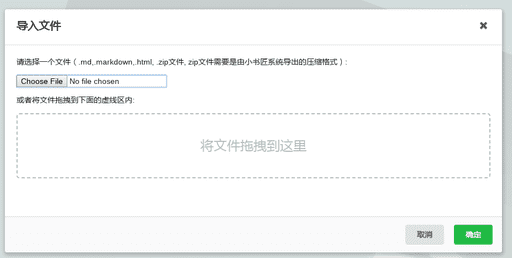 导入文件
✖
请选择一个文件（.md,.markdown,.html, .zip文件, zip文件需要是由小书匠系统导出的压缩格式）:
Choose File No file chosen
或者将文件拖拽到下面的虚线区内:
将文件拖拽到这里
取消 确定